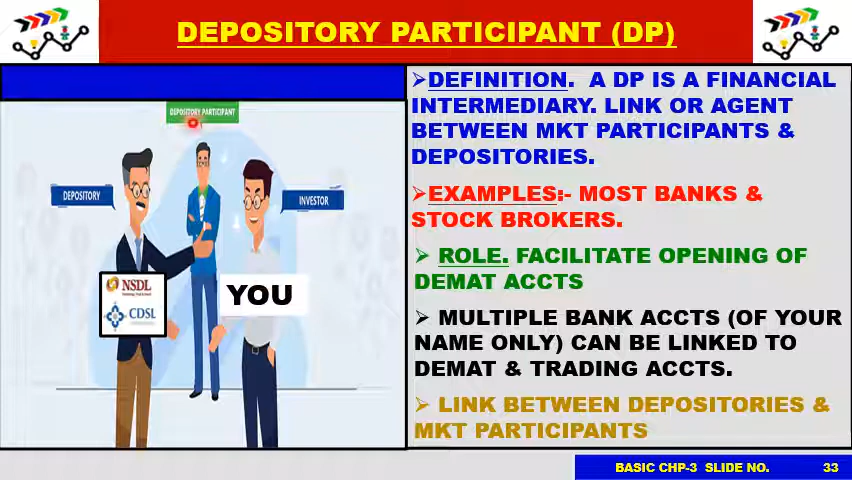 DEPOSITORY PARTICIPANT (DP)
DEPOSITORY PARTICIPANT
DEPOSITORY
INVESTOR
NSDL
CDSL
YOU
➢DEFINITION. A DP IS A FINANCIAL
INTERMEDIARY. LINK OR AGENT
BETWEEN MKT PARTICIPANTS &
DEPOSITORIES.
➢EXAMPLES:- MOST BANKS &
STOCK BROKERS.
➢ ROLE. FACILITATE OPENING OF
DEMAT ACCTS
➢ MULTIPLE BANK ACCTS (OF YOUR
NAME ONLY) CAN BE LINKED TO
DEMAT & TRADING ACCTS.
➢ LINK BETWEEN DEPOSITORIES &
MKT PARTICIPANTS
BASIC CHP-3 SLIDE NO. 33